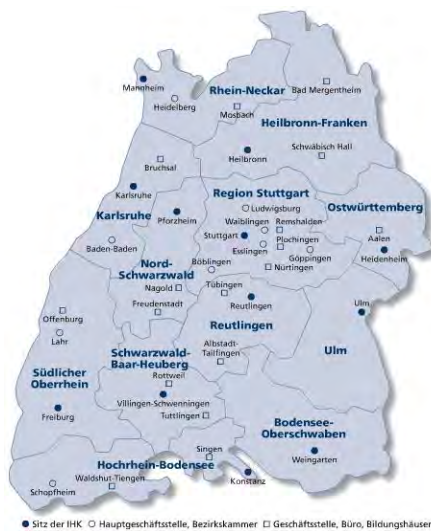 Mannheim
Rhein-Neckar
Bad Mergentheim
Heidelberg
Mosbach
Heilbronn-Franken
Heilbronn
Schwäbisch Hall
Bruchsal
Karlsruhe
Region Stuttgart
Ludwigsburg
Ostwürttemberg
Karlsruhe
Pforzheim
Waiblingen
Remshalden
Stuttgart
Plochingen
Aalen
Baden-Baden
Esslingen
Göppingen
Heidenheim
Nord-
Schwarzwald
Böblingen
Nürtingen
Nagold
Tübingen
Freudenstadt
Reutlingen
Ulm
Offenburg
Reutlingen
Lahr
Albstadt-
Tailfingen
Ulm
Schwarzwald-
Baar-Heuberg
Südlicher
Oberrhein
Rottweil
Villingen-Schwenningen
Freiburg
Tuttlingen
Bodensee-
Oberschwaben
Singen
Weingarten
Hochrhein-Bodensee
Konstanz
Schopfheim
Waldshut-Tiengen
Sitz der IHK Hauptgeschäftsstelle, Bezirkskammer Geschäftsstelle, Büro, Bildungshäuser